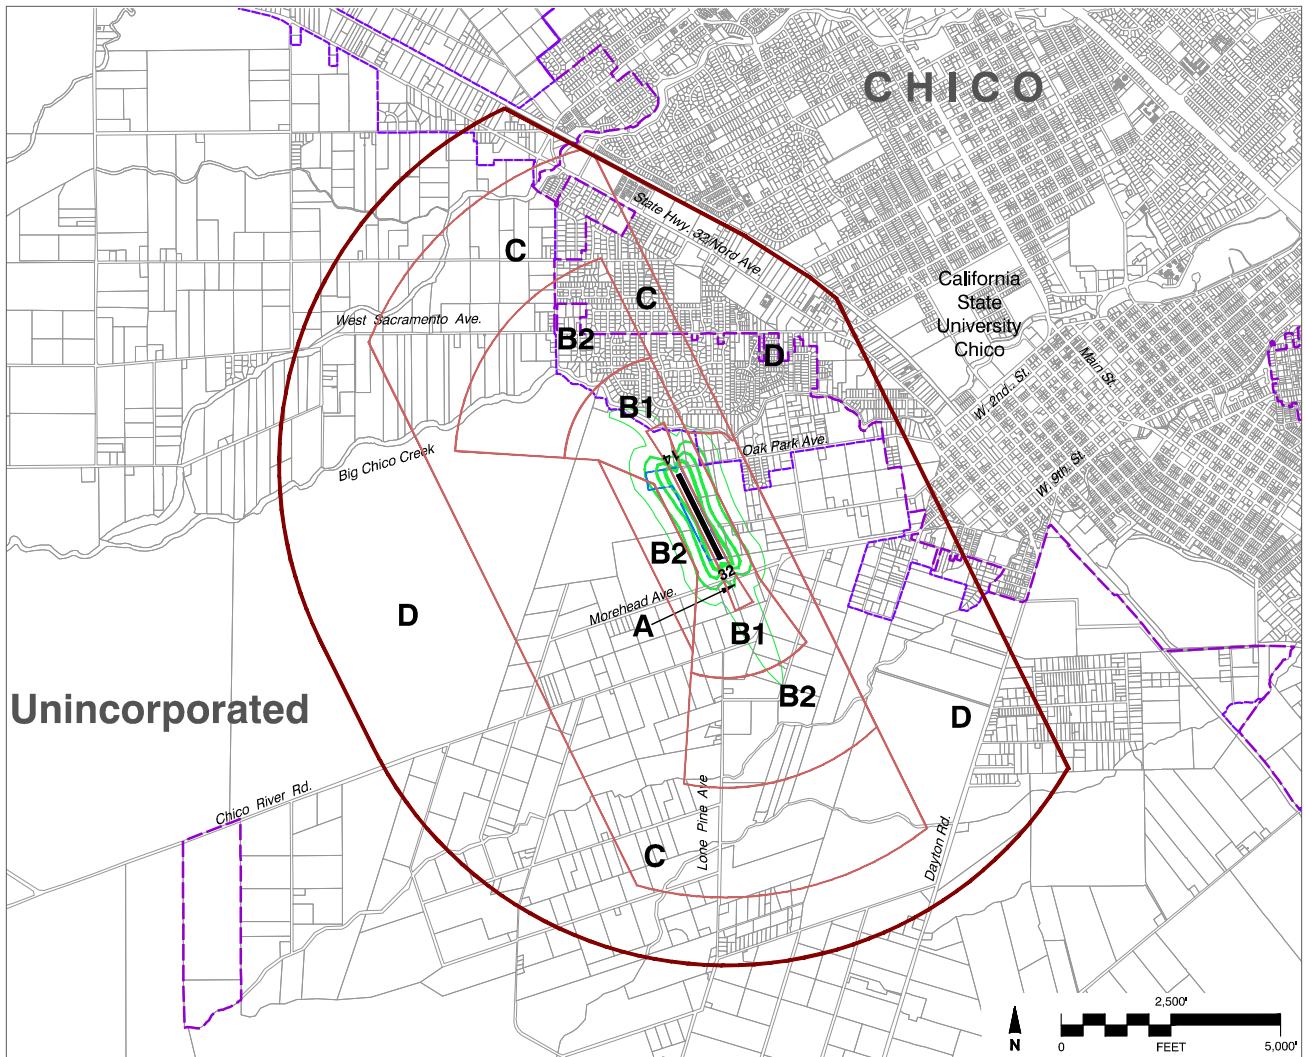 CHICO
State Hwy. 32/Nord Ave.
C
California
State
University
Chico
C
West Sacramento Ave.
B2
D
Main St.
W. 2nd. St.
B1
Oak Park Ave.
Big Chico Creek
14
W. 9th. St.
B2
32
Morehead Ave.
D
A
B1
B2
Unincorporated
D
Chico River Rd.
Lone Pine Ave
Dayton Rd.
C
2,500'
N
0
FEET
5,000'